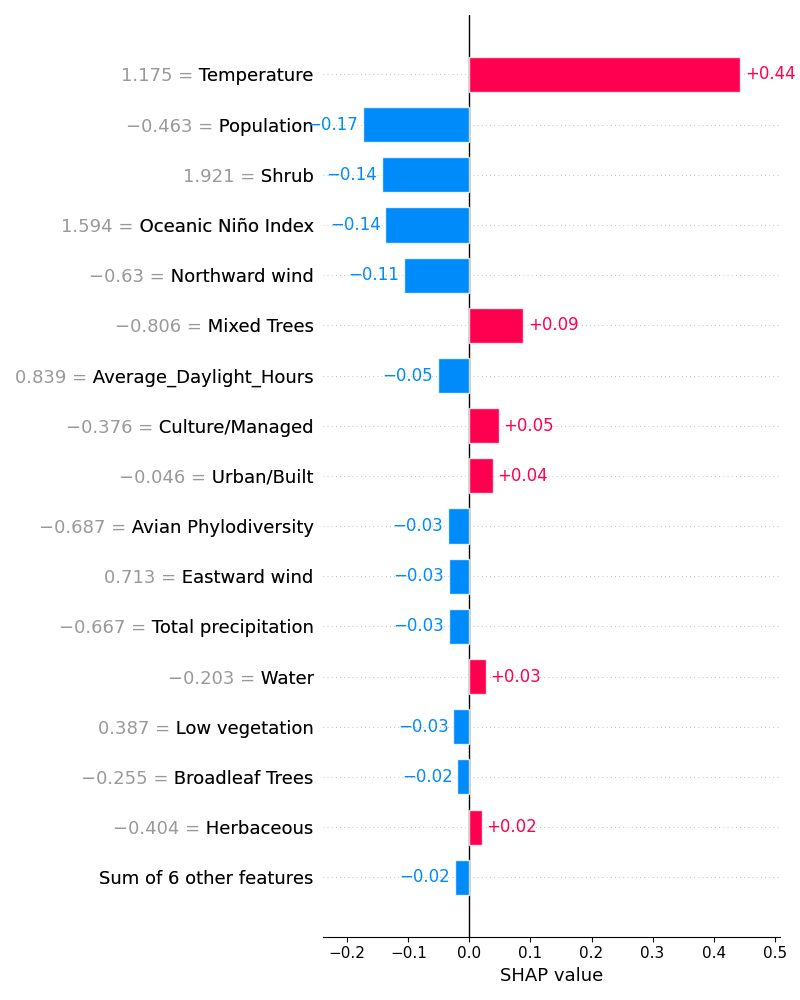 1.175 = Temperature +0.44
−0.463 = Population −0.17
1.921 = Shrub −0.14
1.594 = Oceanic Niño Index −0.14
−0.63 = Northward wind −0.11
−0.806 = Mixed Trees +0.09
0.839 = Average_Daylight_Hours −0.05
−0.376 = Culture/Managed +0.05
−0.046 = Urban/Built +0.04
−0.687 = Avian Phylodiversity −0.03
0.713 = Eastward wind −0.03
−0.667 = Total precipitation −0.03
−0.203 = Water +0.03
0.387 = Low vegetation −0.03
−0.255 = Broadleaf Trees −0.02
−0.404 = Herbaceous +0.02
Sum of 6 other features −0.02
−0.2 −0.1 0.0 0.1 0.2 0.3 0.4 0.5
SHAP value